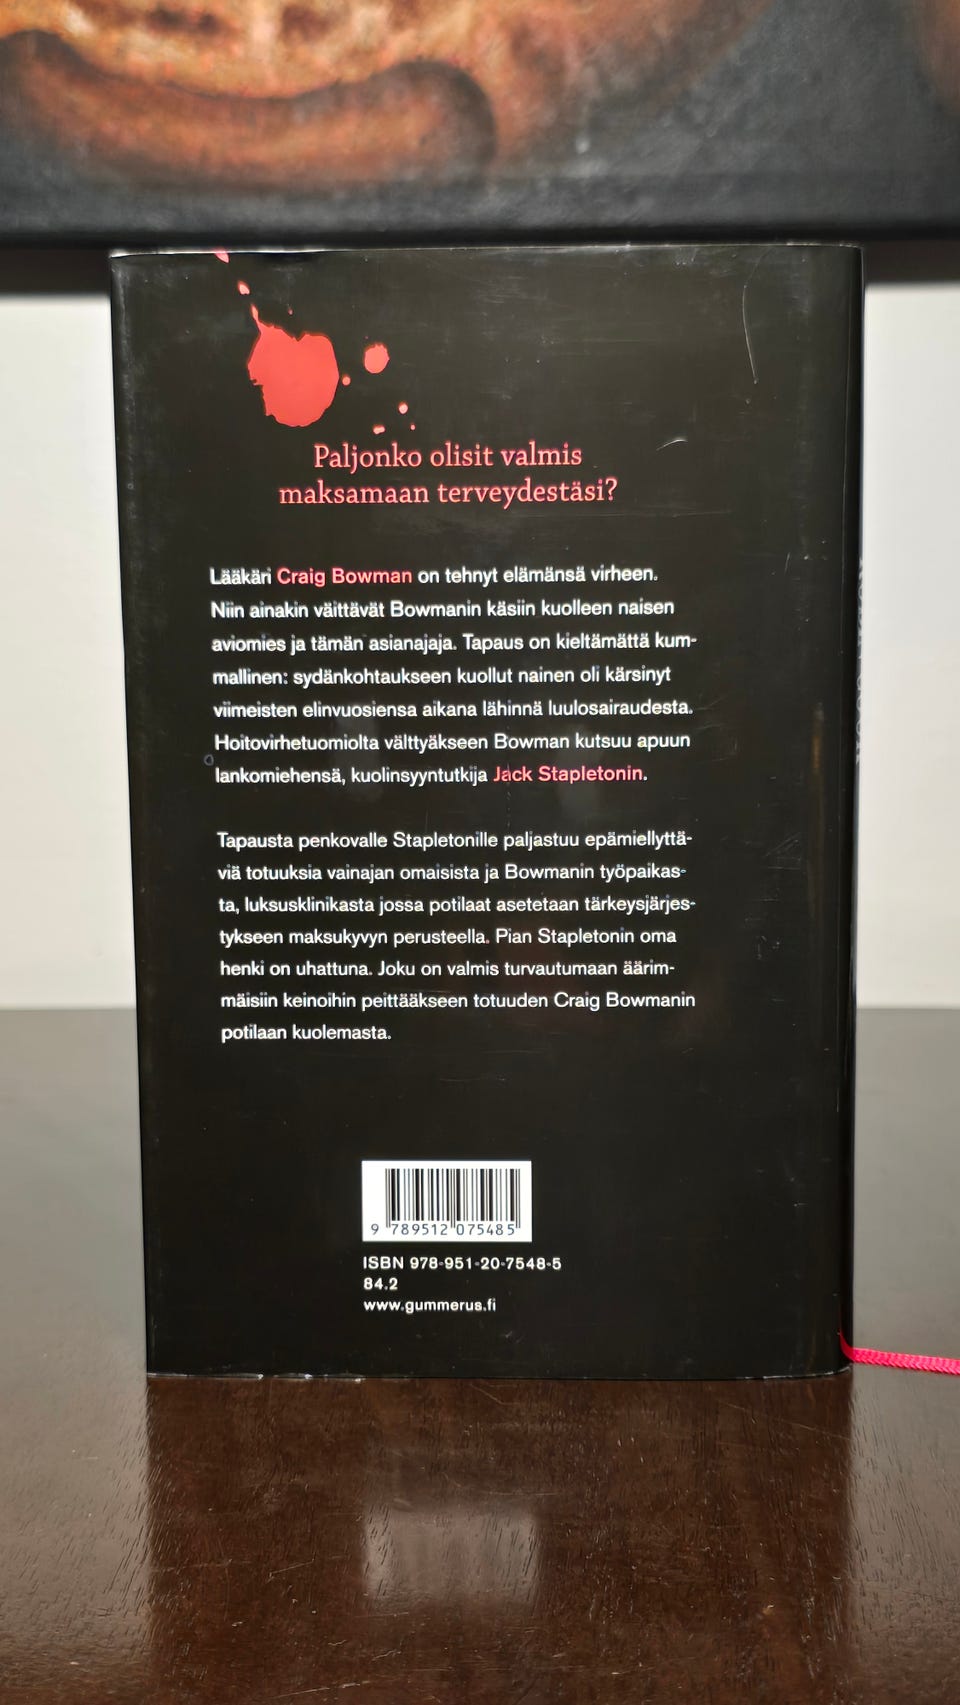 Paljonko olisit valmis
maksamaan terveydestäsi?
Lääkäri Craig Bowman on tehnyt elämänsä virheen.
Niin ainakin väittävät Bowmanin käsiin kuolleen naisen
aviomies ja tämän asianajaja. Tapaus on kieltämättä kum-
mallinen: sydänkohtaukseen kuollut nainen oli kärsinyt
viimeisten elinvuosiensa aikana lähinnä luulosairaudesta.
Hoitovirhetuomiolta välttyäkseen Bowman kutsuu apuun
lankomiehensä, kuolinsyyntutkija Jack Stapletonin.
Tapausta penkovalle Stapletonille paljastuu epämiellyttä-
viä totuuksia vainajan omaisista ja Bowmanin työpaikas-
ta, luksusklinikasta jossa potilaat asetetaan tärkeysjärjes-
tykseen maksukyvyn perusteella. Pian Stapletonin oma
henki on uhattuna. Joku on valmis turvautumaan äärim-
mäisiin keinoihin peittääkseen totuuden Craig Bowmanin
potilaan kuolemasta.
9 789512 075485
ISBN 978-951-20-7548-5
84.2
www.gummerus.fi